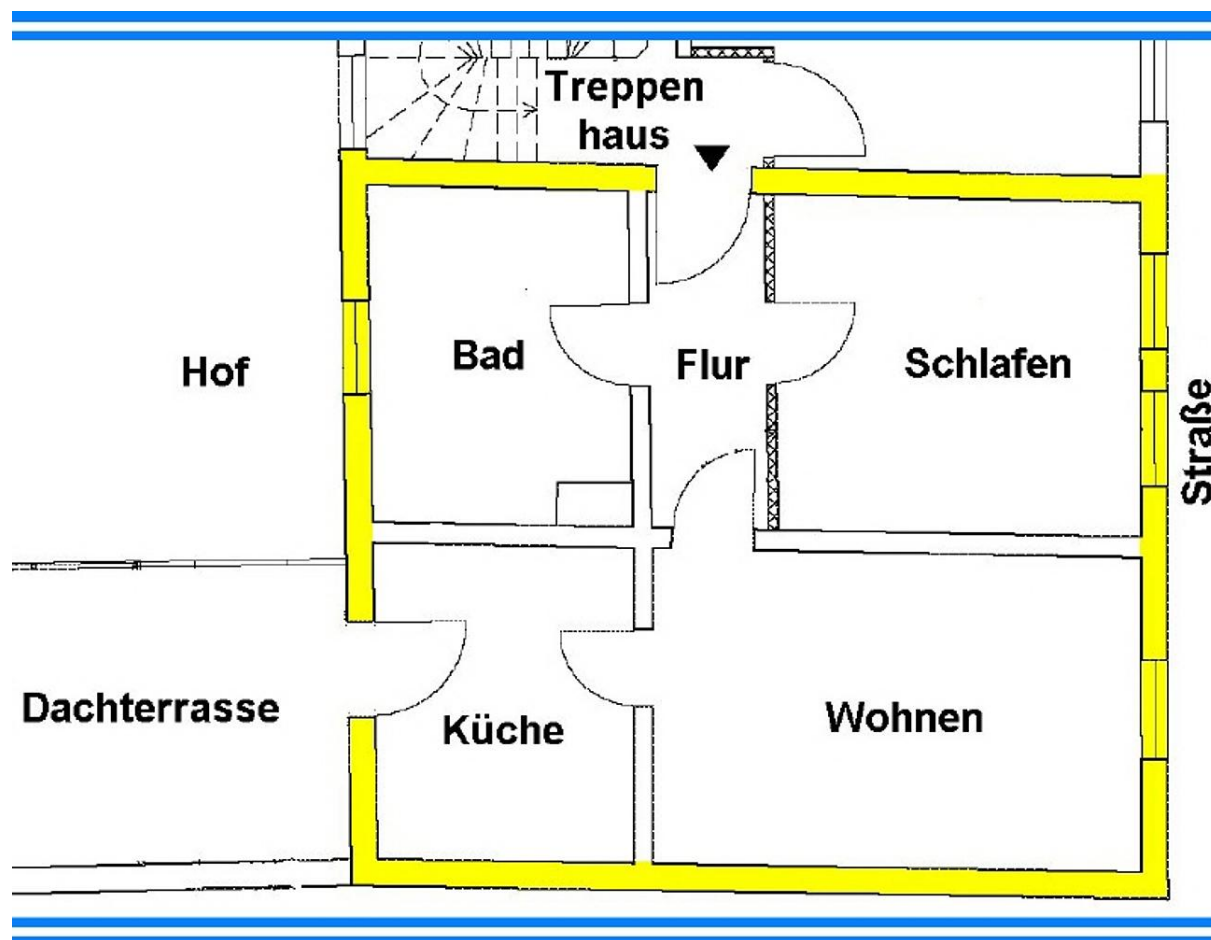 Treppen
haus
Hof
Bad
Flur
Schlafen
Straße
Dachterrasse
Küche
Wohnen